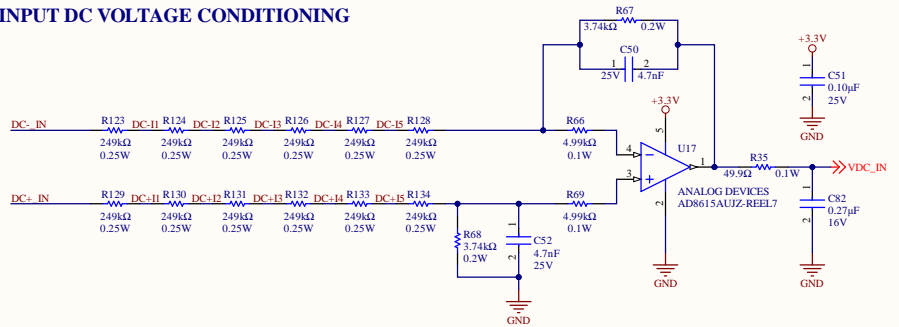 INPUT DC VOLTAGE CONDITIONING
R67
3.74kΩ 0.2W
C50
1 2
25V 4.7nF
+3.3V
1
C51
0.10µF
2
25V
GND
+3.3V
DC-_IN R123 DC-I1 R124 DC-I2 R125 DC-I3 R126 DC-I4 R127 DC-I5 R128 R66
249kΩ 249kΩ 249kΩ 249kΩ 249kΩ 249kΩ 4.99kΩ
0.25W 0.25W 0.25W 0.25W 0.25W 0.25W 0.1W
5
U17
4
1
3
R35
49.9Ω 0.1W
VDC_IN
ANALOG DEVICES
AD8615AUJZ-REEL7
2
DC+_IN R129 DC+I1 R130 DC+I2 R131 DC+I3 R132 DC+I4 R133 DC+I5 R134 R69
249kΩ 249kΩ 249kΩ 249kΩ 249kΩ 249kΩ 4.99kΩ
0.25W 0.25W 0.25W 0.25W 0.25W 0.25W 0.1W
R68
3.74kΩ
0.2W
1
C52
4.7nF
2
25V
GND
GND
1
C82
0.27µF
2
16V
GND